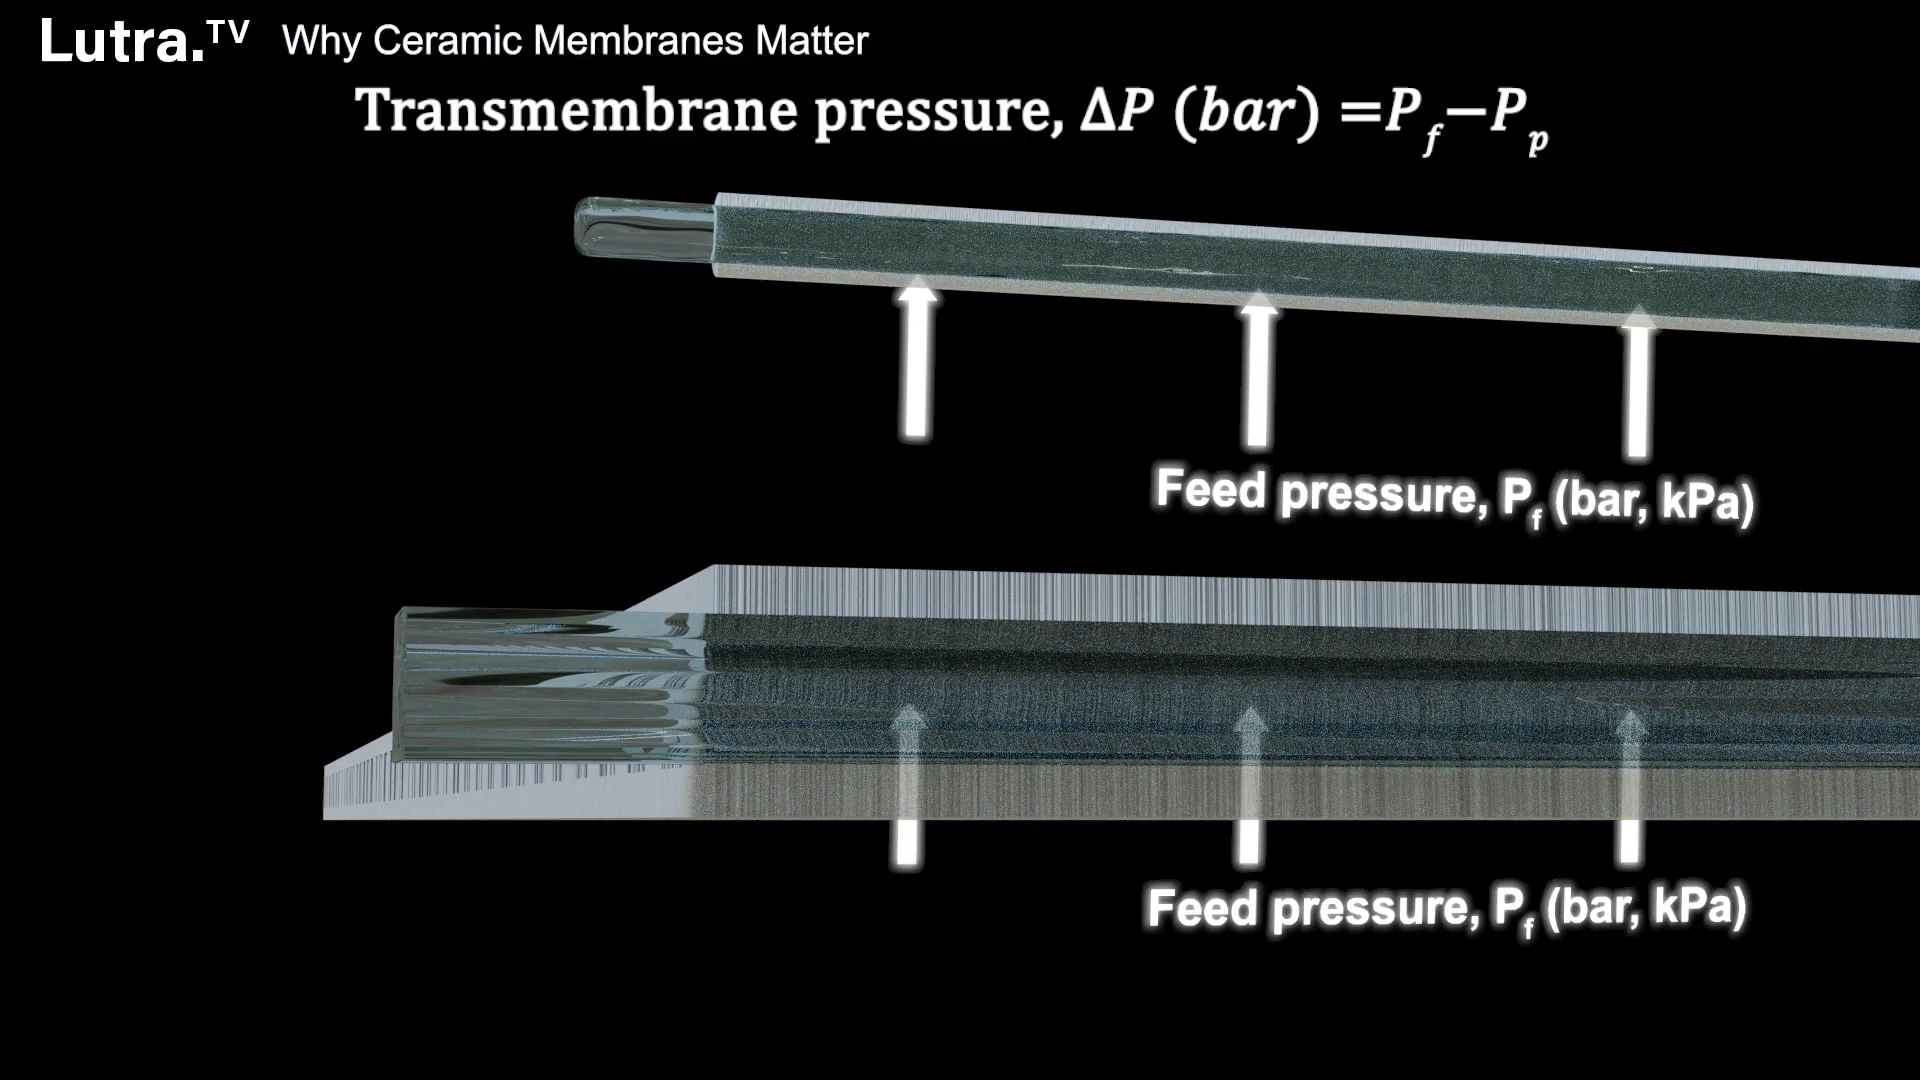 Lutra.TV Why Ceramic Membranes Matter
Transmembrane pressure, ΔP (bar) =P_f−P_p
Feed pressure, P_f (bar, kPa)
Feed pressure, P_f (bar, kPa)